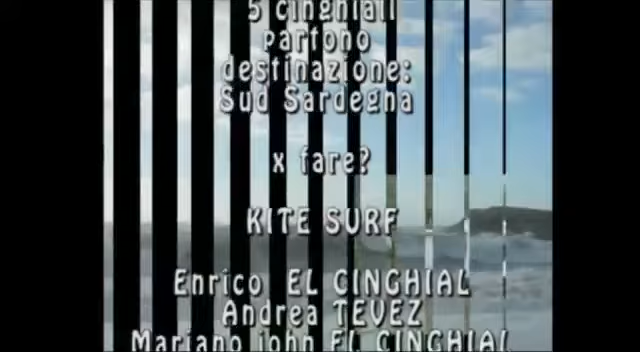 5 cinghiali
partono
destinazione:
Sud Sardegna
x fare?
KITE SURF
Enrico EL CINGHIAL
Andrea TEVEZ
Mariano john EL CINGHIAL